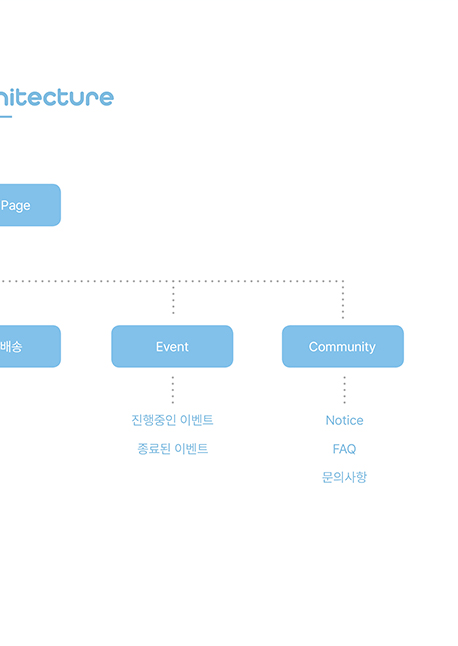 hitecture
Page
배송
Event
Community
진행중인 이벤트
Notice
종료된 이벤트
FAQ
문의사항